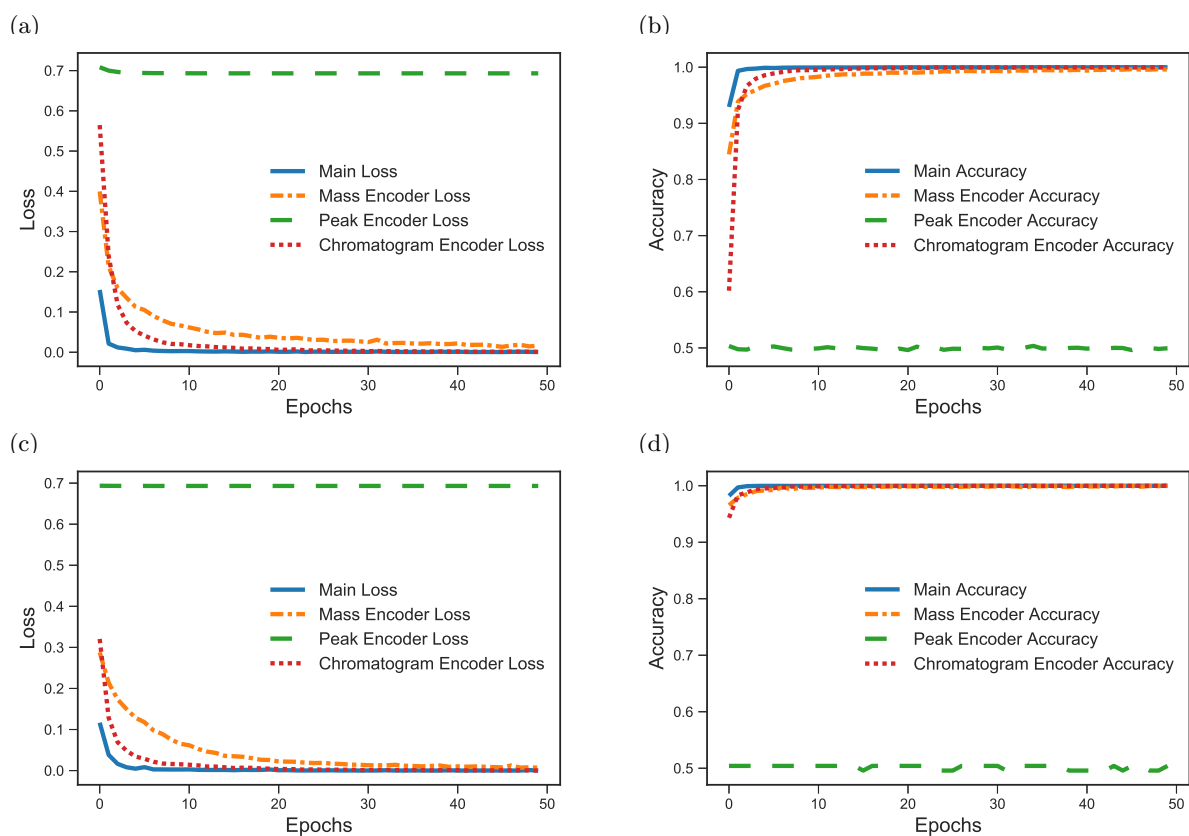 (a)
0.7
0.6
0.5
0.4
0.3
0.2
0.1
0.0
Loss
Main Loss
Mass Encoder Loss
Peak Encoder Loss
Chromatogram Encoder Loss
0 10 20 30 40 50
Epochs
(b)
1.0
0.9
0.8
0.7
0.6
0.5
Accuracy
Main Accuracy
Mass Encoder Accuracy
Peak Encoder Accuracy
Chromatogram Encoder Accuracy
0 10 20 30 40 50
Epochs
(c)
0.7
0.6
0.5
0.4
0.3
0.2
0.1
0.0
Loss
Main Loss
Mass Encoder Loss
Peak Encoder Loss
Chromatogram Encoder Loss
0 10 20 30 40 50
Epochs
(d)
1.0
0.9
0.8
0.7
0.6
0.5
Accuracy
Main Accuracy
Mass Encoder Accuracy
Peak Encoder Accuracy
Chromatogram Encoder Accuracy
0 10 20 30 40 50
Epochs